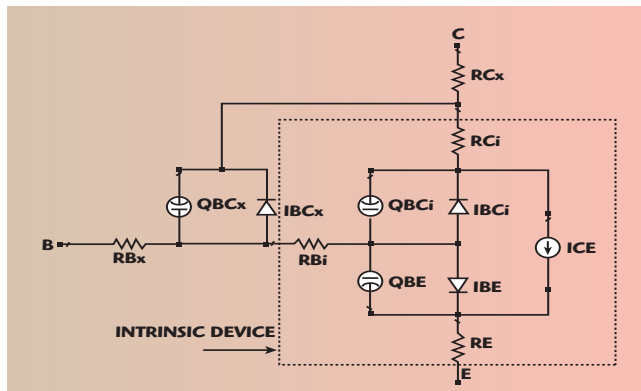 C
RCx
RCi
QBCx
IBCx
QBCi
IBCi
B
RBx
RBi
ICE
QBE
IBE
INTRINSIC DEVICE
RE
E